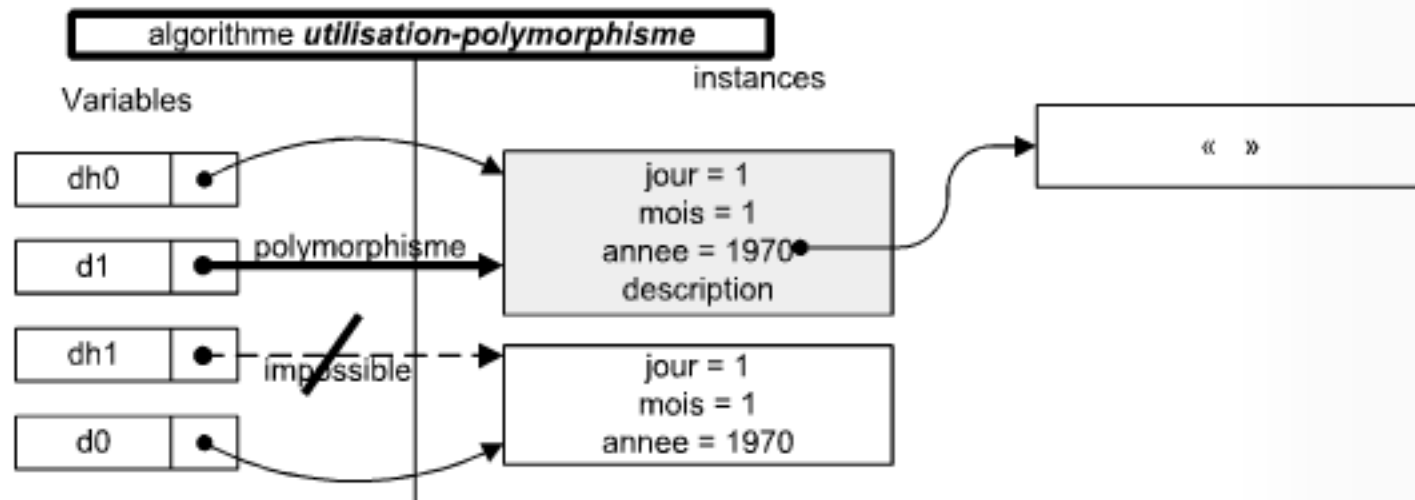 algorithme utilisation-polymorphisme
instances
Variables
dh0
jour = 1
mois = 1
annee = 1970
description
« »
d1
polymorphisme
dh1
impossible
d0
jour = 1
mois = 1
annee = 1970